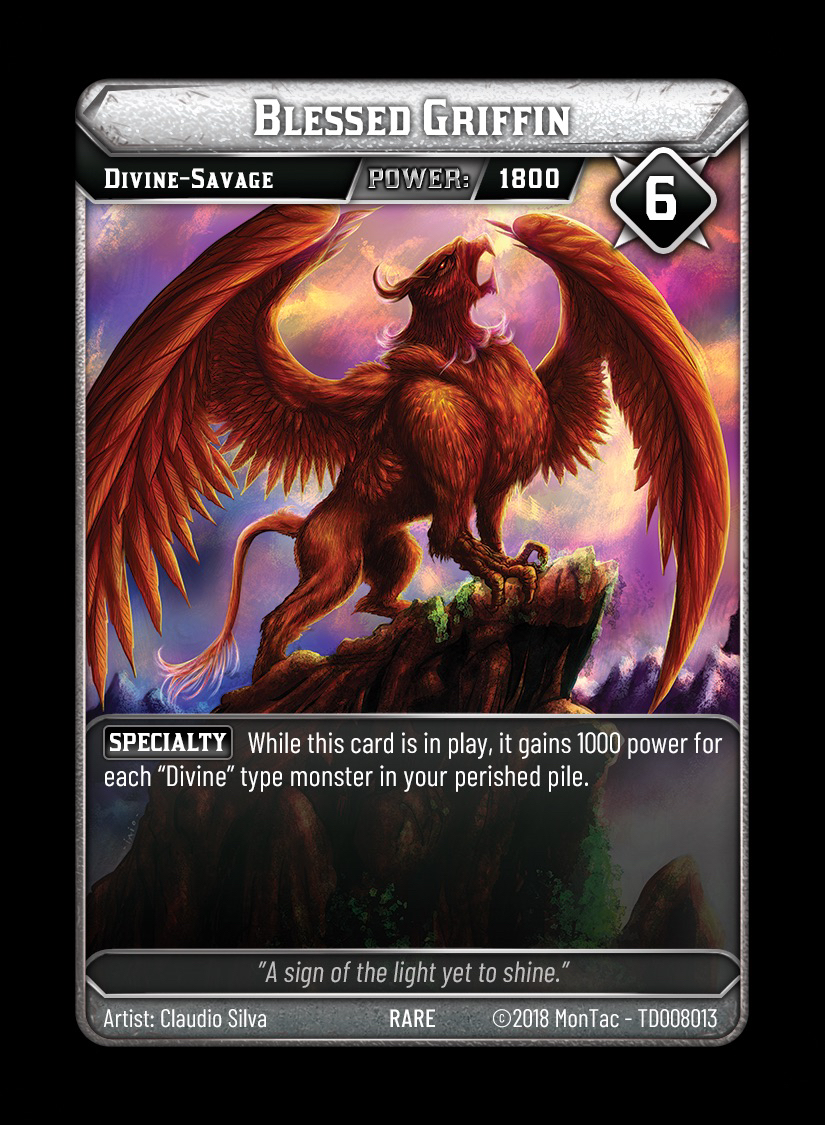 Blessed Griffin
Divine-Savage POWER: 1800
6
SPECIALTY While this card is in play, it gains 1000 power for
each “Divine” type monster in your perished pile.
“A sign of the light yet to shine.”
Artist: Claudio Silva RARE ©2018 MonTac - TD008013